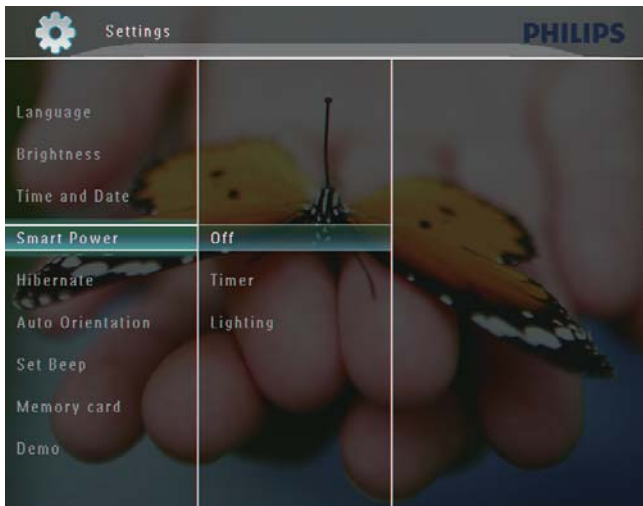 Settings
PHILIPS
Language
Brightness
Time and Date
Smart Power
Off
Hibernate
Timer
Auto Orientation
Lighting
Set Beep
Memory card
Demo